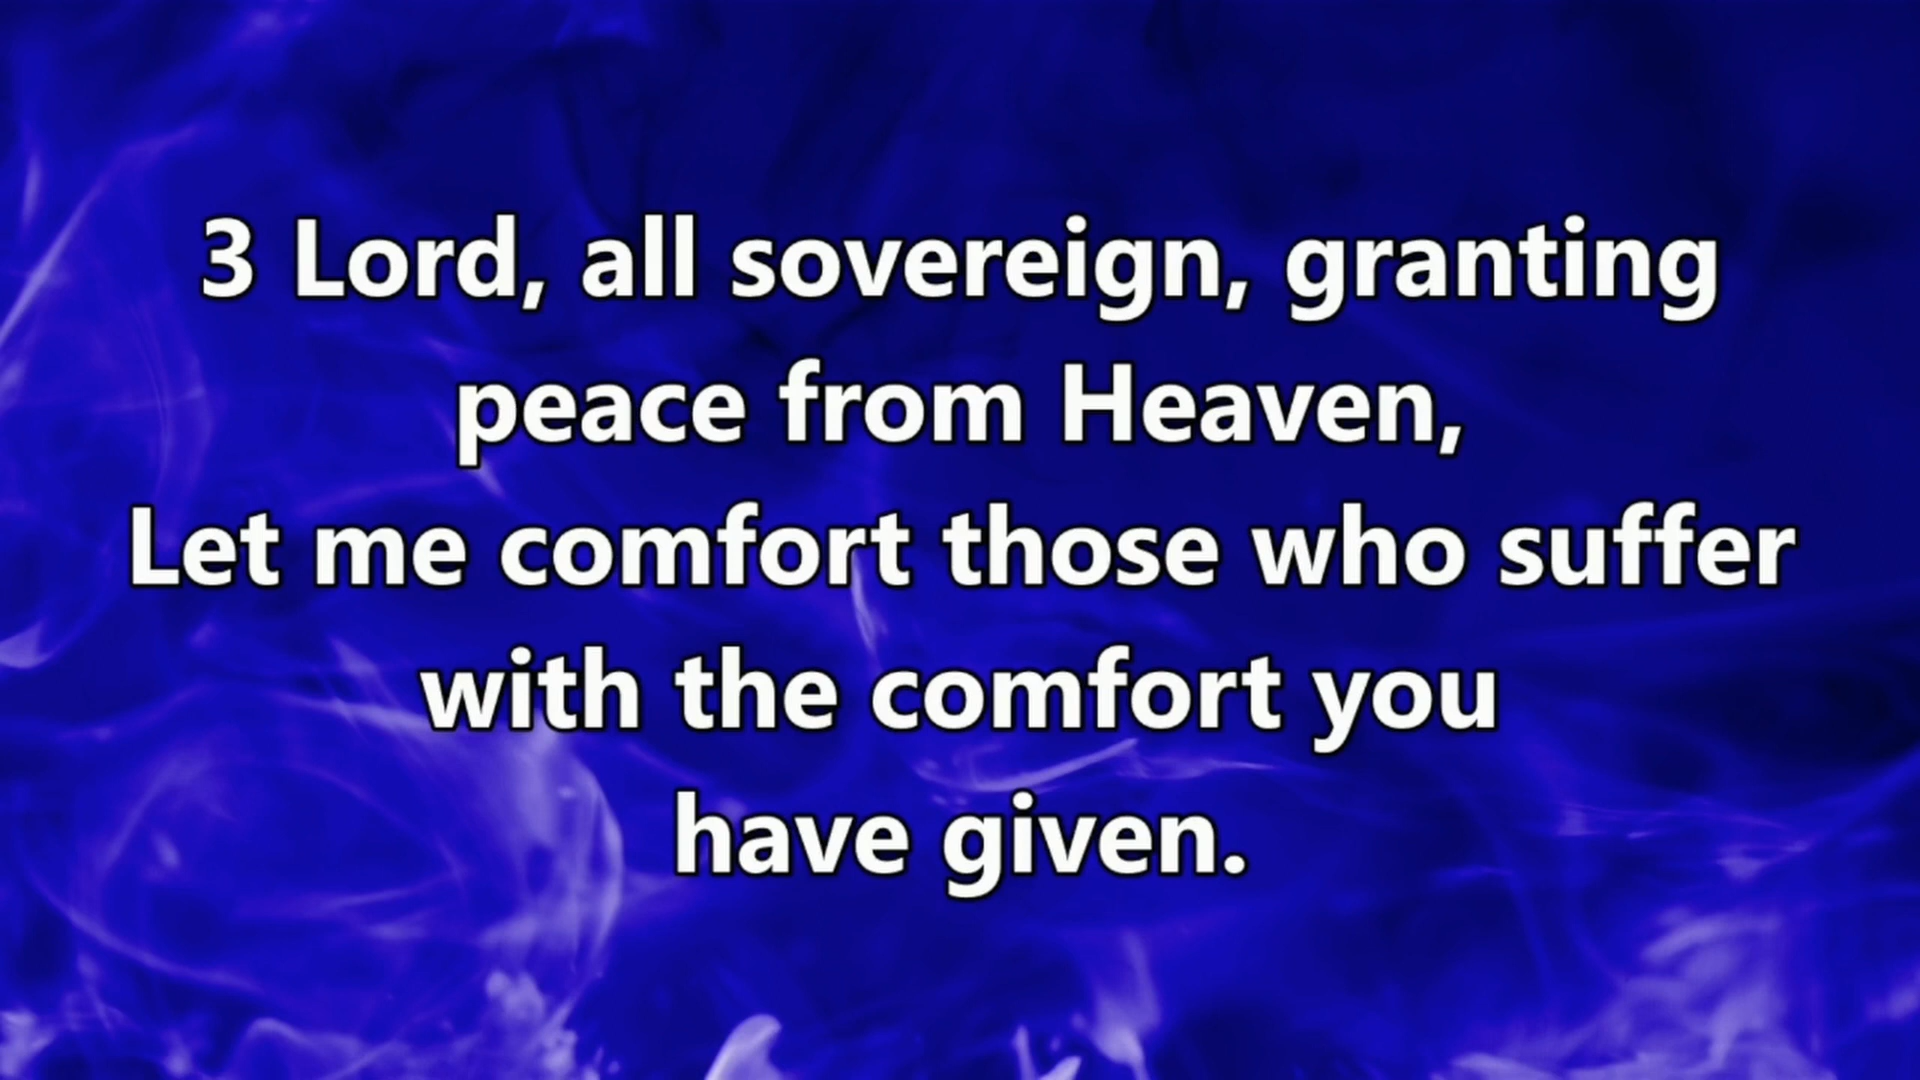 3 Lord, all sovereign, granting
peace from Heaven,
Let me comfort those who suffer
with the comfort you
have given.